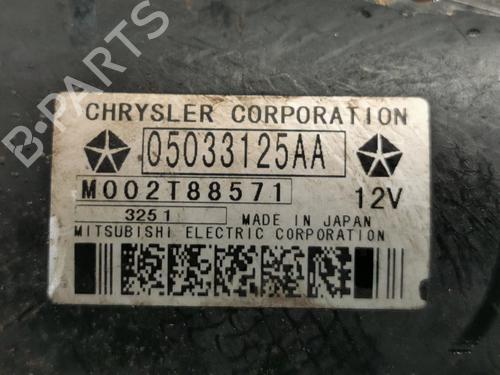 CHRYSLER CORPORATION
05033125AA
M002T88571
12V
3251
MADE IN JAPAN
MITSUBISHI ELECTRIC CORPORATION
B-PARTS